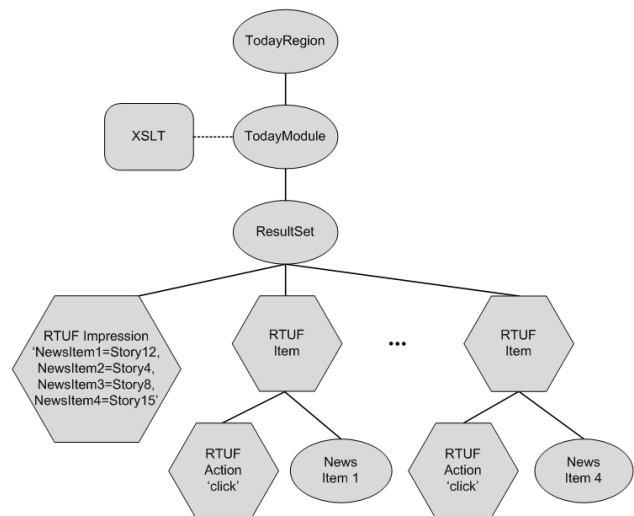 TodayRegion
XSLT
TodayModule
ResultSet
RTUF Impression
‘NewsItem1=Story12,
NewsItem2=Story4,
NewsItem3=Story8,
NewsItem4=Story15’
RTUF
Item
...
RTUF
Item
RTUF
Action
‘click’
News
Item 1
RTUF
Action
‘click’
News
Item 4